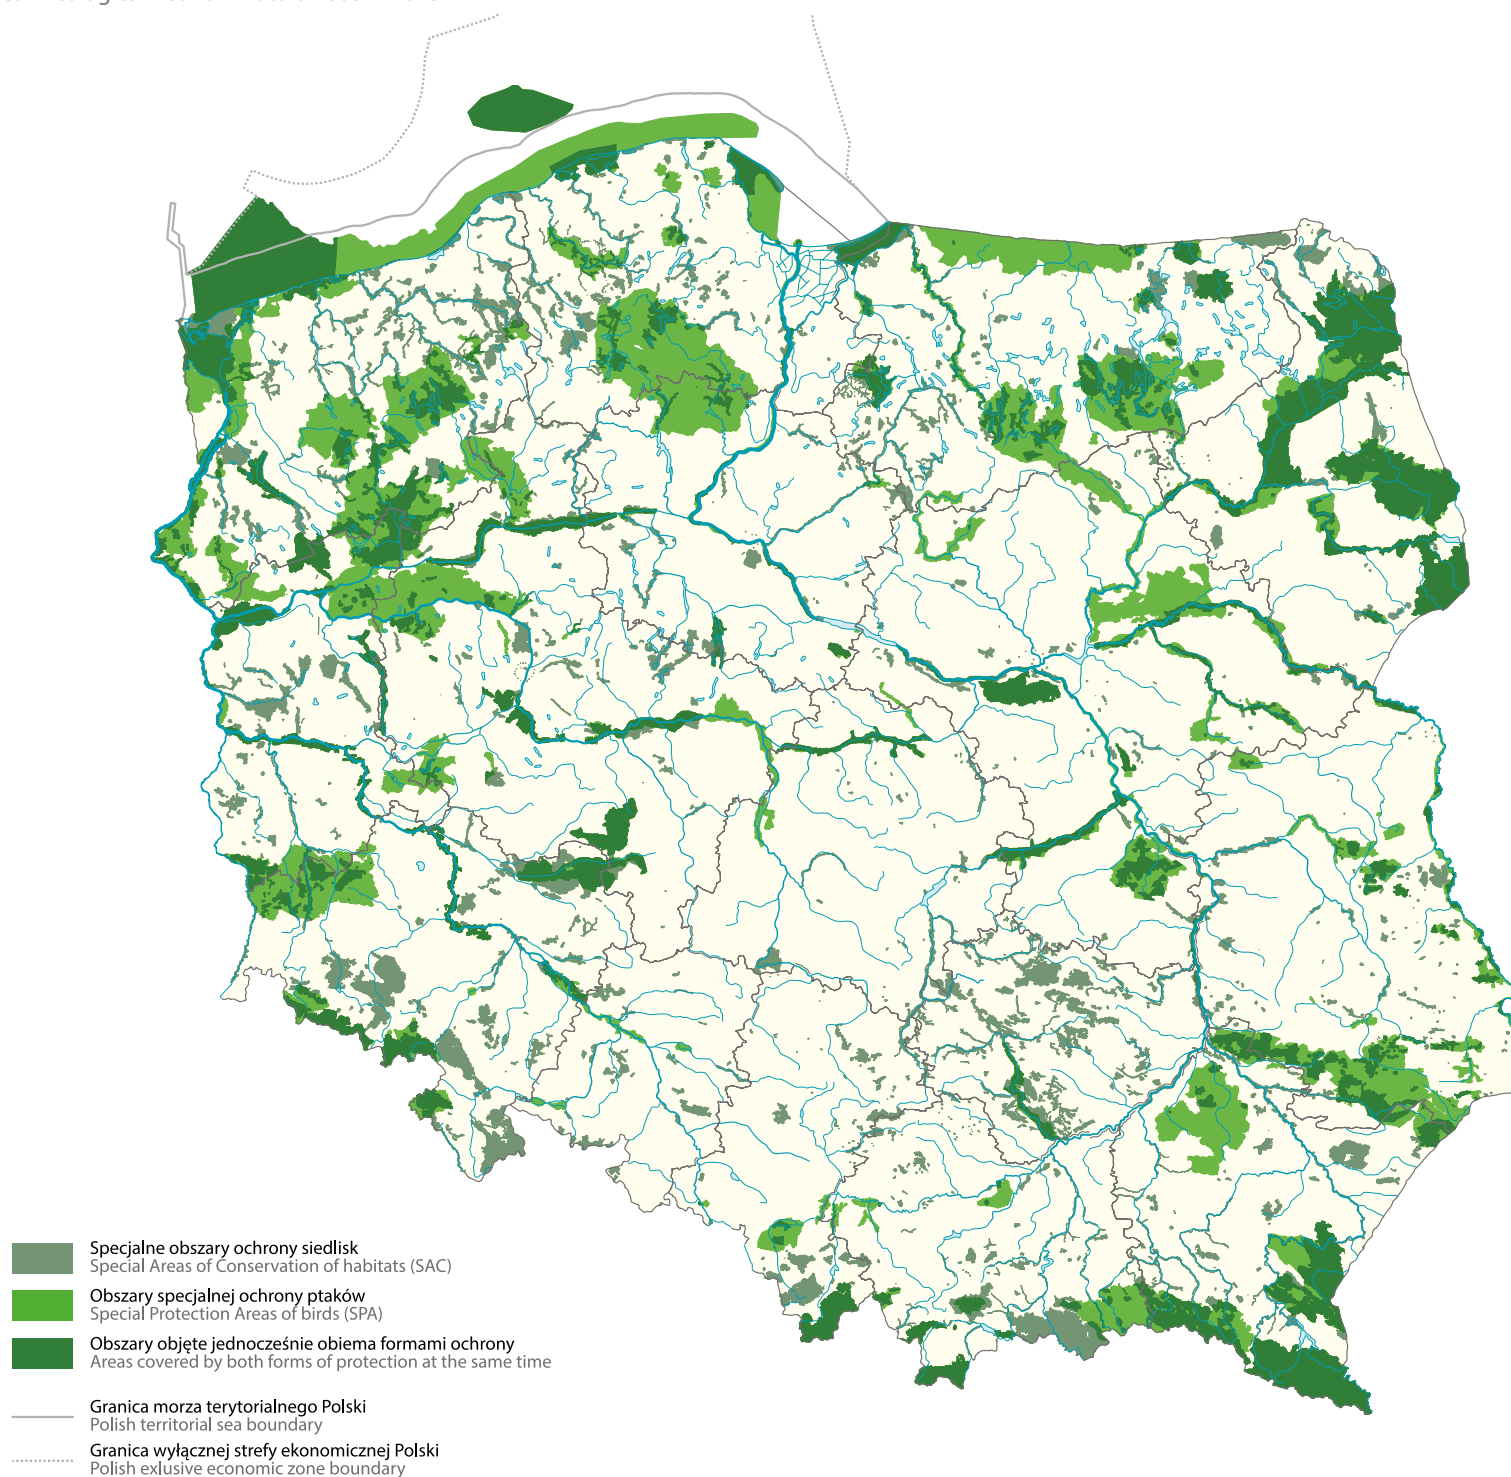 Specjalne obszary ochrony siedlisk
Special Areas of Conservation of habitats (SAC)
Obszary specjalnej ochrony ptaków
Special Protection Areas of birds (SPA)
Obszary objęte jednocześnie obiema formami ochrony
Areas covered by both forms of protection at the same time
Granica morza terytorialnego Polski
Polish territorial sea boundary
Granica wyłącznej strefy ekonomicznej Polski
Polish exlusive economic zone boundary